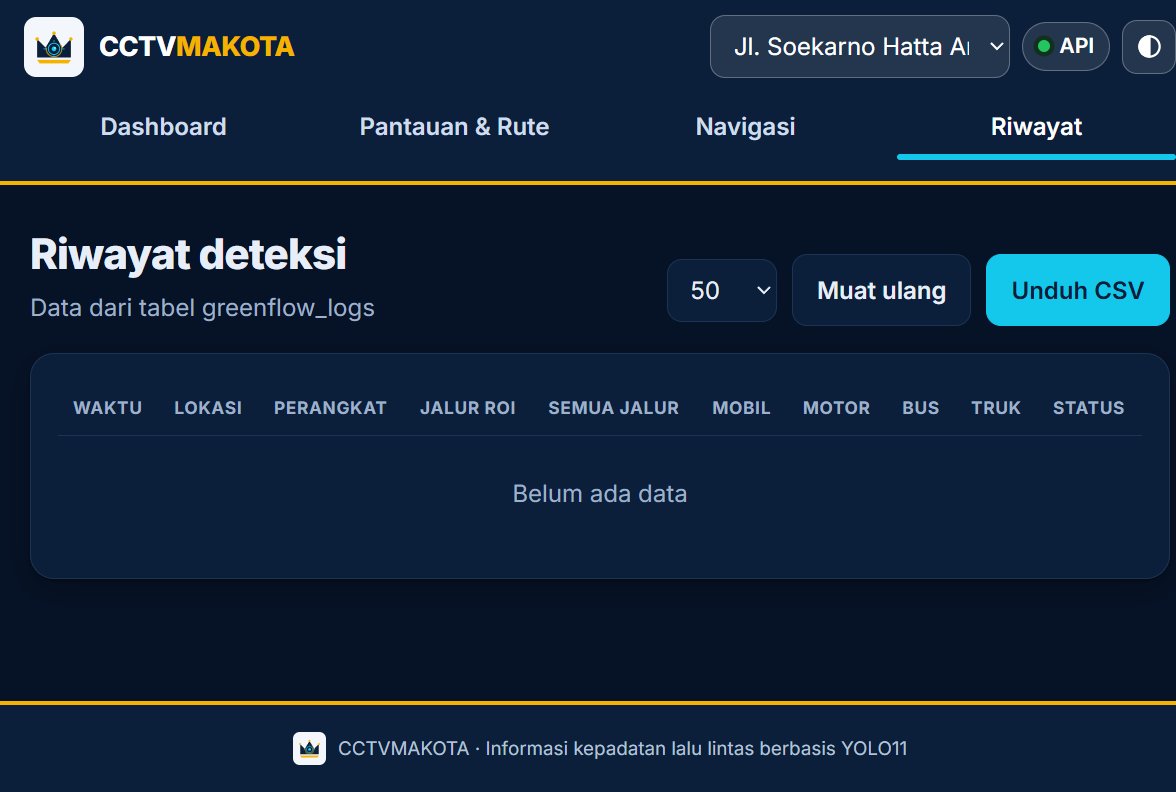 CCTVMAKOTA
Jl. Soekarno Hatta
API
Dashboard
Pantauan & Rute
Navigasi
Riwayat
Riwayat deteksi
Data dari tabel greenflow_logs
50
Muat ulang
Unduh CSV
WAKTU LOKASI PERANGKAT JALUR ROI SEMUA JALUR MOBIL MOTOR BUS TRUK STATUS
Belum ada data
CCTVMAKOTA · Informasi kepadatan lalu lintas berbasis YOLO11